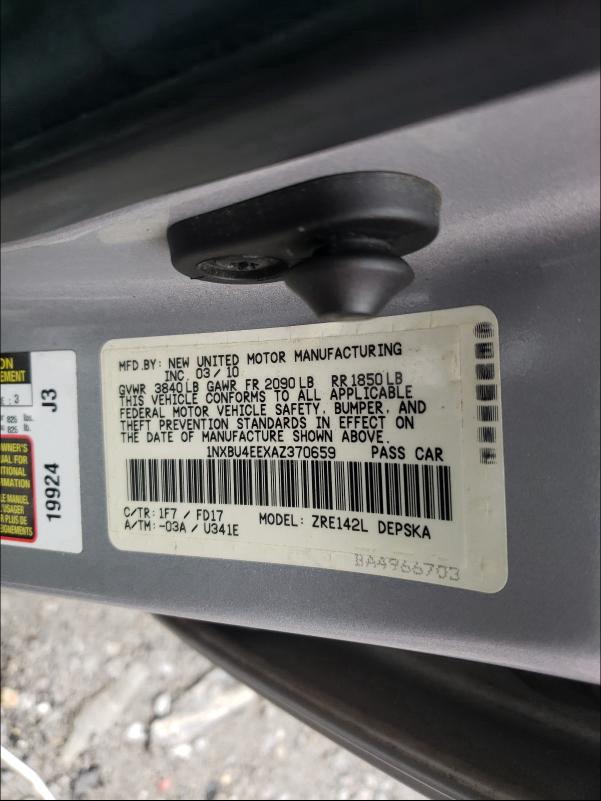 MFD.BY: NEW UNITED MOTOR MANUFACTURING
INC. 03/10
GVWR 3840 LB GAWR FR 2090 LB RR 1850 LB
THIS VEHICLE CONFORMS TO ALL APPLICABLE
FEDERAL MOTOR VEHICLE SAFETY, BUMPER, AND
THEFT PREVENTION STANDARDS IN EFFECT ON
THE DATE OF MANUFACTURE SHOWN ABOVE.
1NXBU4EEXAZ370659 PASS CAR
C/TR: 1F7 / FD17
A/TM: -03A / U341E MODEL: ZRE142L DEPSKA
BA4966703
19924 J3